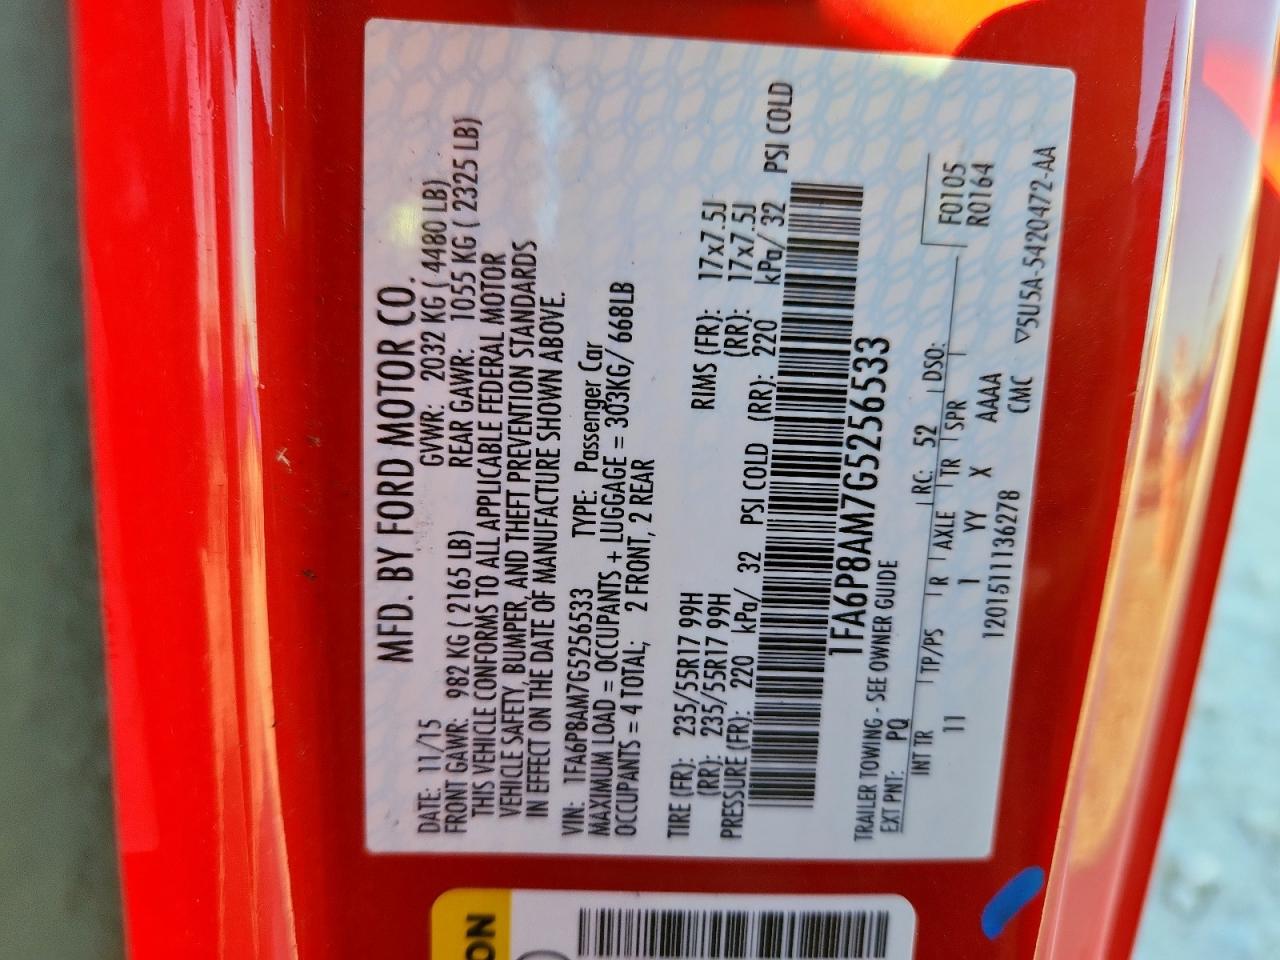 MFD. BY FORD MOTOR CO.
DATE: 11/15 GVWR: 2032 KG ( 4480 LB)
FRONT GAWR: 982 KG ( 2165 LB) REAR GAWR: 1055 KG ( 2325 LB)
THIS VEHICLE CONFORMS TO ALL APPLICABLE FEDERAL MOTOR
VEHICLE SAFETY, BUMPER, AND THEFT PREVENTION STANDARDS
IN EFFECT ON THE DATE OF MANUFACTURE SHOWN ABOVE.
VIN: 1FA6P8AM7G5256533 TYPE: Passenger Car
MAXIMUM LOAD = OCCUPANTS + LUGGAGE = 303KG/ 668LB
OCCUPANTS = 4 TOTAL; 2 FRONT, 2 REAR
TIRE (FR): 235/55R17 99H RIMS (FR): 17x7.5J
(RR): 235/55R17 99H (RR): 17x7.5J
PRESSURE (FR): 220 kPa/ 32 PSI COLD (RR): 220 kPa/ 32 PSI COLD
1FA6P8AM7G5256533
TRAILER TOWING - SEE OWNER GUIDE
EXT PNT: PQ RC: 52 DSO: F0105
INT TR TP/PS R AXLE TR SPR R0164
11 I YY X AAAA
1201511136278 CMC ▽5U5A-5420472-AA
ON